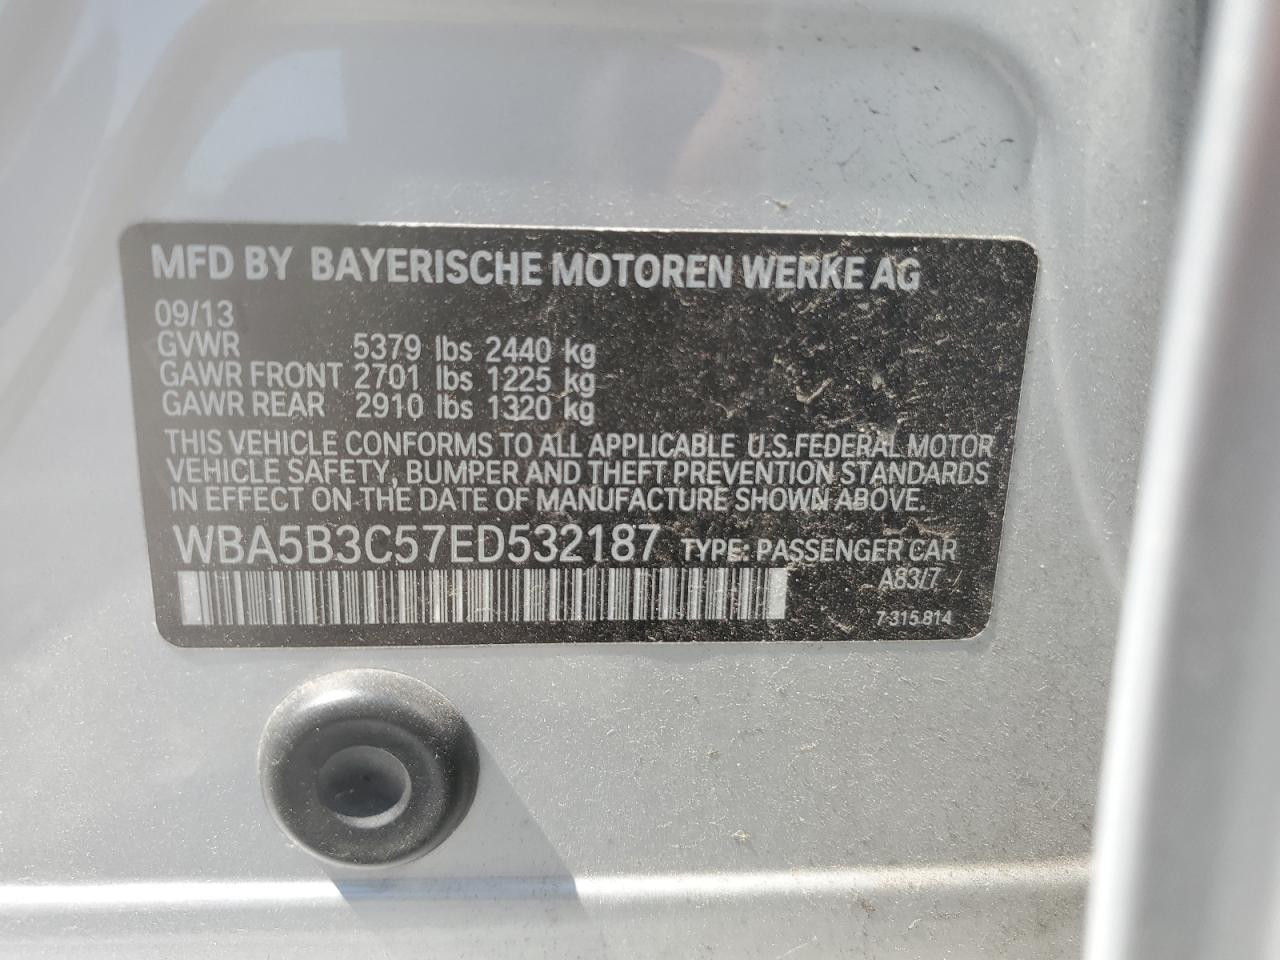 MFD BY BAYERISCHE MOTOREN WERKE AG
09/13
GVWR 5379 lbs 2440 kg
GAWR FRONT 2701 lbs 1225 kg
GAWR REAR 2910 lbs 1320 kg
THIS VEHICLE CONFORMS TO ALL APPLICABLE U.S.FEDERAL MOTOR
VEHICLE SAFETY, BUMPER AND THEFT PREVENTION STANDARDS
IN EFFECT ON THE DATE OF MANUFACTURE SHOWN ABOVE.
WBA5B3C57ED532187 TYPE: PASSENGER CAR
A83/7
7-315.814